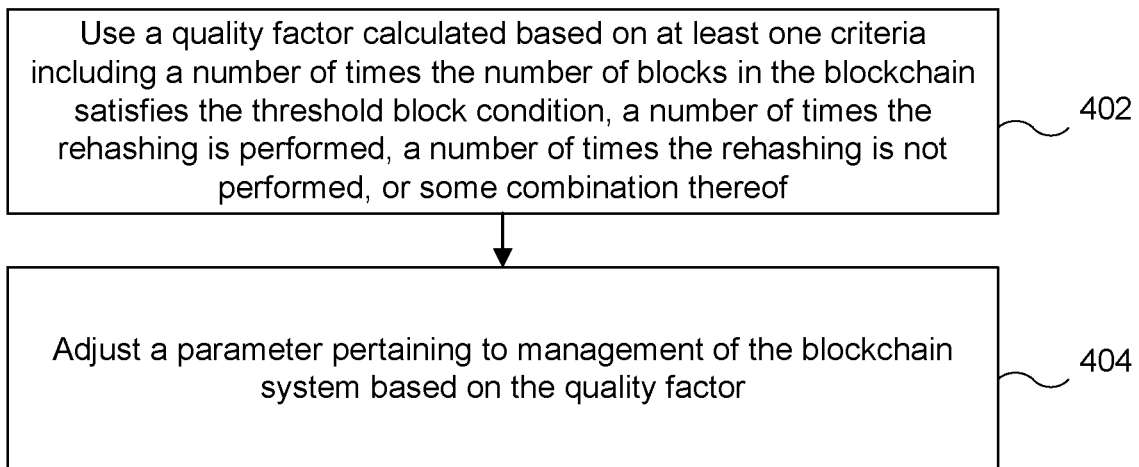 Use a quality factor calculated based on at least one criteria
including a number of times the number of blocks in the blockchain
satisfies the threshold block condition, a number of times the
rehashing is performed, a number of times the rehashing is not
performed, or some combination thereof
402
Adjust a parameter pertaining to management of the blockchain
system based on the quality factor
404